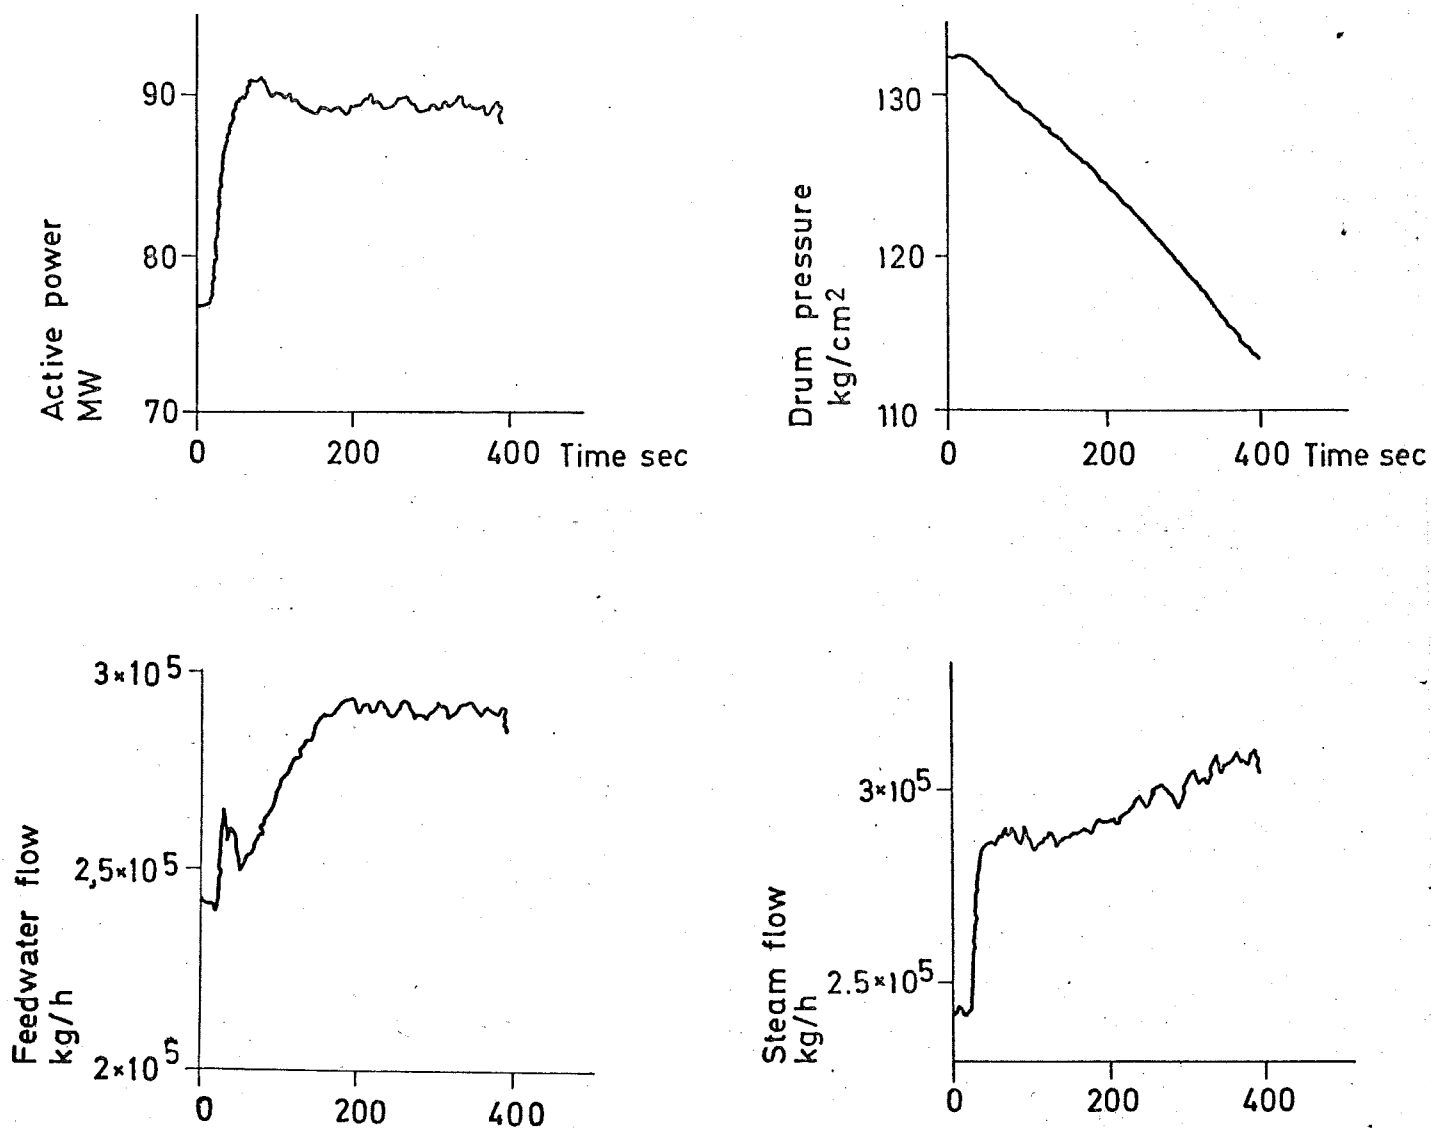 90
80
70
0 200 400 Time sec
Active power
MW
130
120
110
0 200 400 Time sec
Drum pressure
kg/cm²
3×10⁵
2,5×10⁵
2×10⁵
0 200 400
Feedwater flow
kg/h
3×10⁵
2.5×10⁵
0 200 400
Steam flow
kg/h